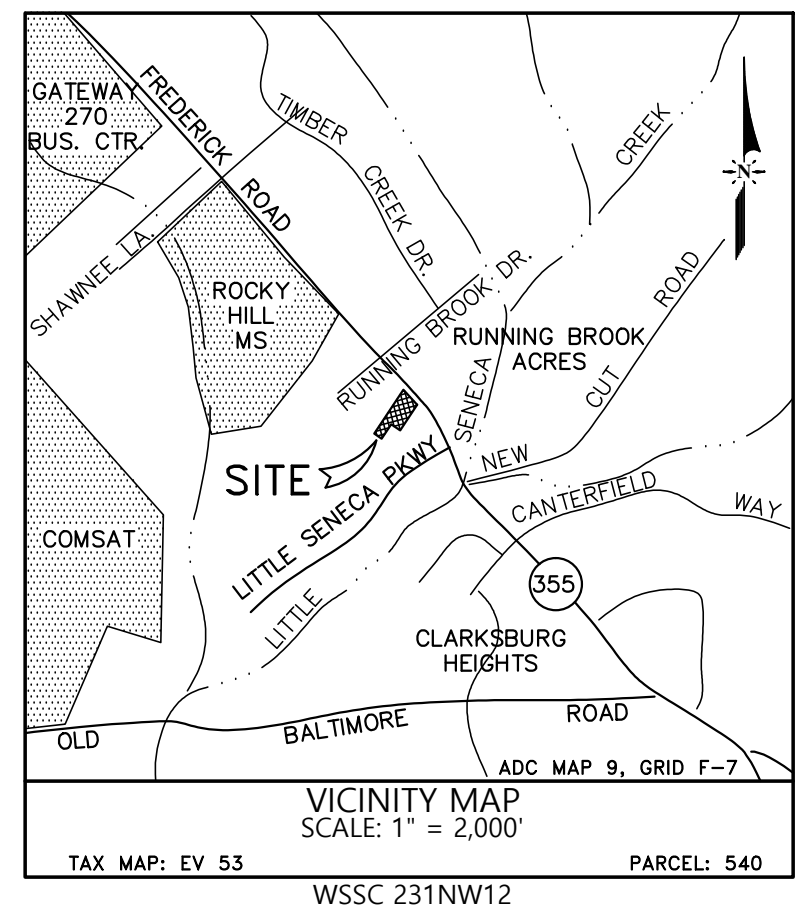 GATEWAY
270
BUS. CTR.
FREDERICK ROAD
TIMBER CREEK DR.
CREEK
N
SHAWNEE LA.
ROCKY
HILL
MS
RUNNING BROOK DR.
RUNNING BROOK
ACRES
SENECA
NEW CUT ROAD
SITE
LITTLE SENECA PKWY
CANTERFIELD WAY
COMSAT
355
LITTLE
CLARKSBURG
HEIGHTS
OLD BALTIMORE ROAD
ADC MAP 9, GRID F-7
VICINITY MAP
SCALE: 1" = 2,000'
TAX MAP: EV 53
PARCEL: 540
WSSC 231NW12